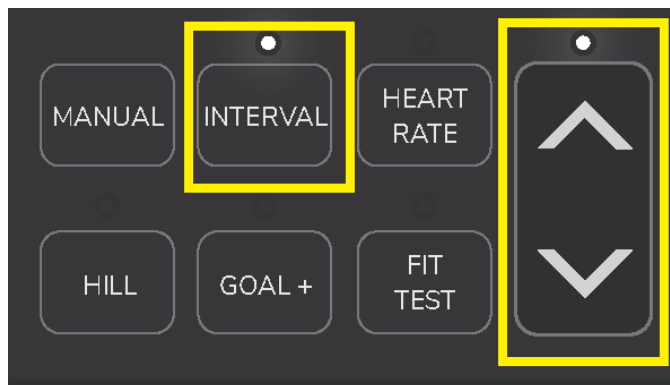 MANUAL
INTERVAL
HEART
RATE
HILL
GOAL +
FIT
TEST